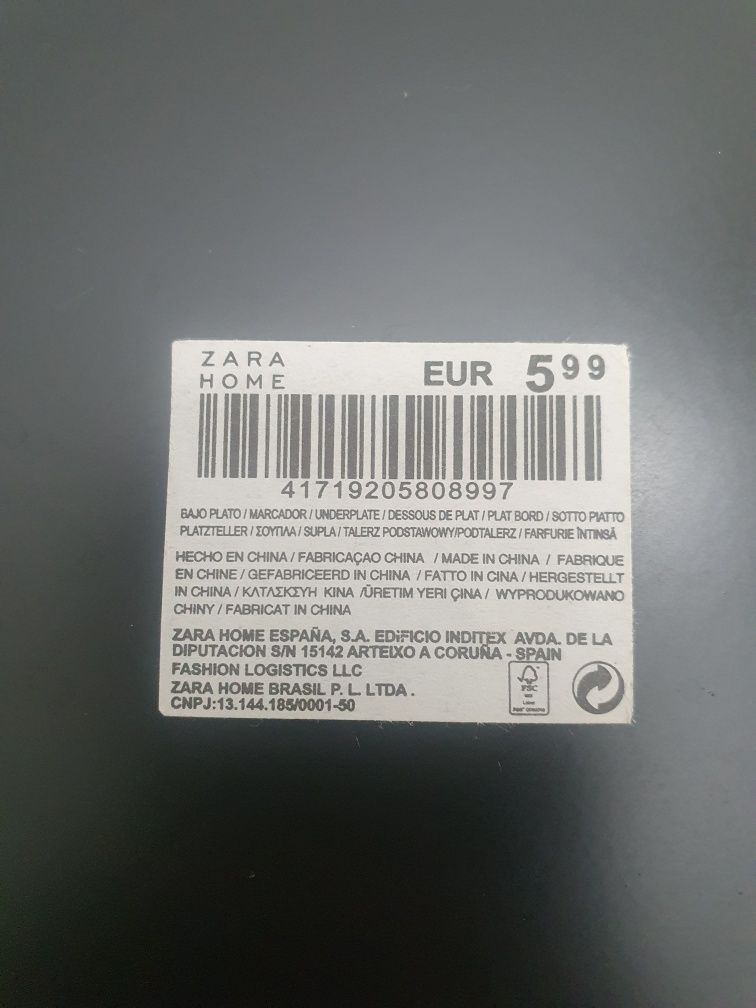 ZARA
HOME
EUR 5 99
41719205808997
BAJO PLATO / MARCADOR / UNDERPLATE / DESSOUS DE PLAT / PLAT BORD / SOTTO PIATTO
PLATZTELLER / ΣΟΥΠΛΑ / SUPLA / TALERZ PODSTAWOWY/PODTALERZ / FARFURIE ÎNTINSĂ
HECHO EN CHINA / FABRICAÇAO CHINA / MADE IN CHINA / FABRIQUE
EN CHINE / GEFABRICEERD IN CHINA / FATTO IN CINA / HERGESTELLT
IN CHINA / ΚΑΤΑΣΚΣΥΗ ΚΙΝΑ /ÜRETIM YERI ÇINA / WYPRODUKOWANO
CHINY / FABRICAT IN CHINA
ZARA HOME ESPAÑA, S.A. EDIFICIO INDITEX AVDA. DE LA
DIPUTACION S/N 15142 ARTEIXO A CORUÑA - SPAIN
FASHION LOGISTICS LLC
ZARA HOME BRASIL P. L. LTDA .
CNPJ:13.144.185/0001-50
FSC